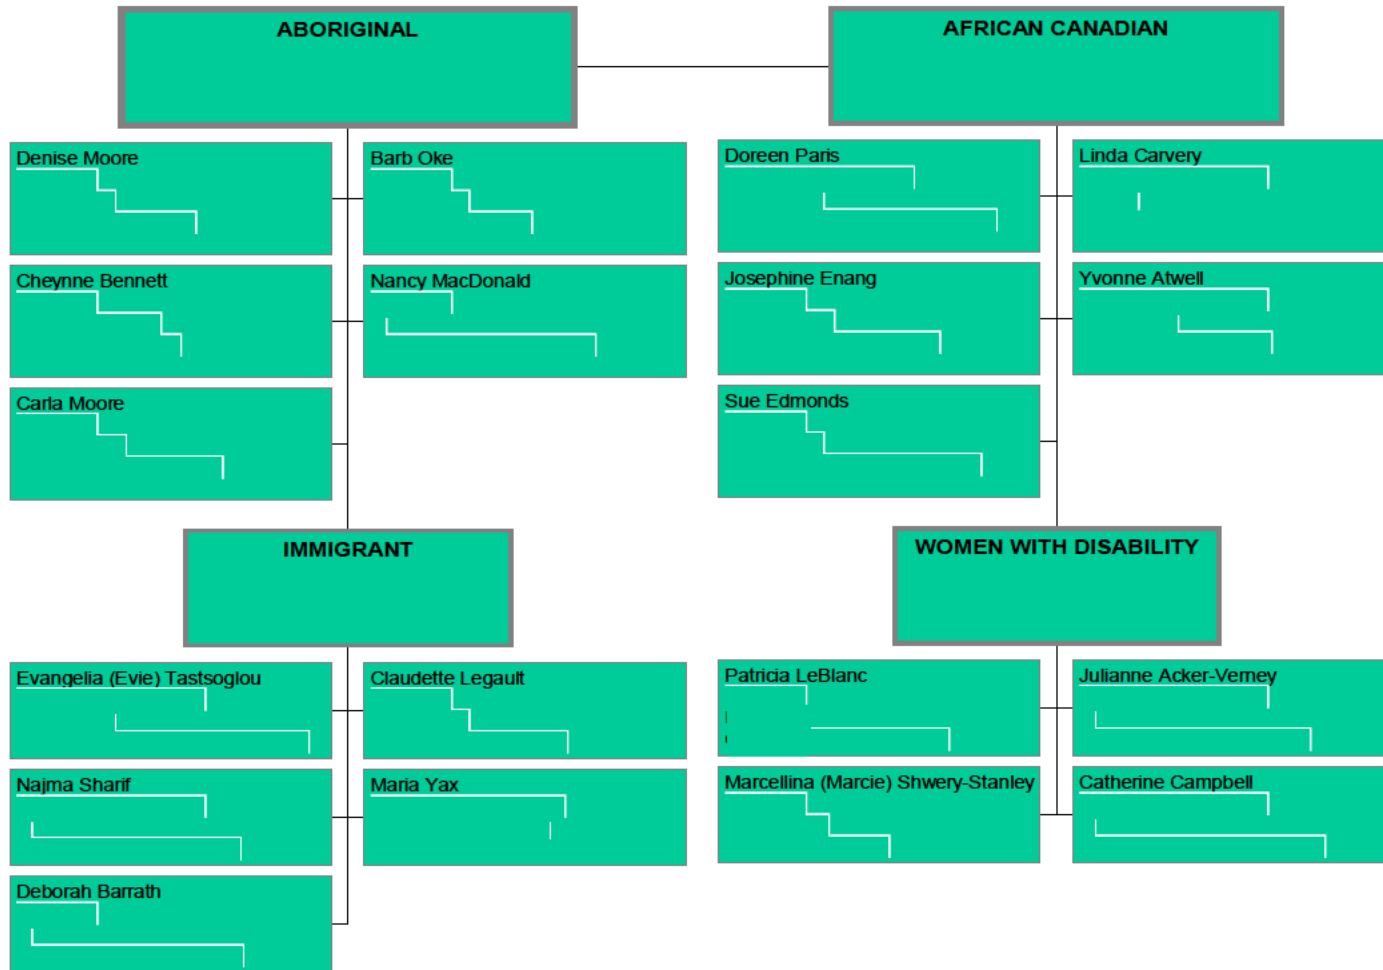 ABORIGINAL
AFRICAN CANADIAN
Denise Moore
Barb Oke
Doreen Paris
Linda Carvery
Cheynne Bennett
Nancy MacDonald
Josephine Enang
Yvonne Atwell
Carla Moore
Sue Edmonds
IMMIGRANT
WOMEN WITH DISABILITY
Evangelia (Evie) Tastsoglou
Claudette Legault
Patricia LeBlanc
Julianne Acker-Verney
Najma Sharif
Maria Yax
Marcellina (Marcie) Shwery-Stanley
Catherine Campbell
Deborah Barrath